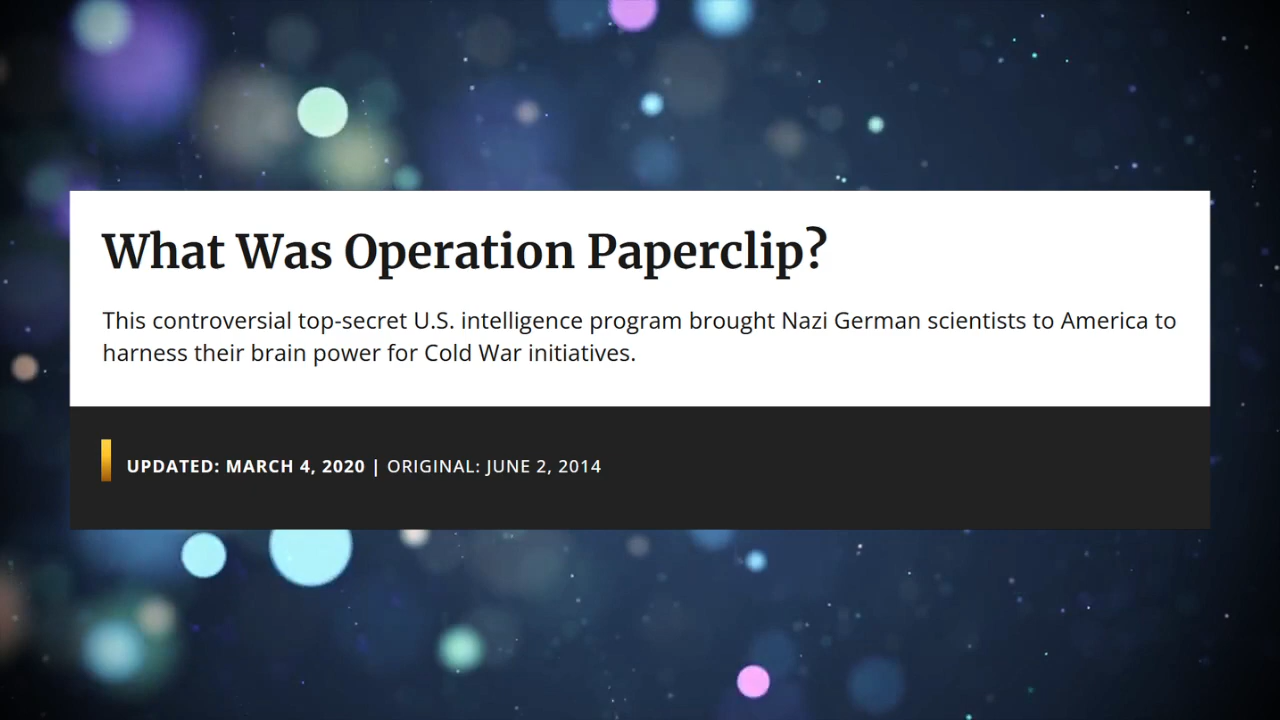 What Was Operation Paperclip?
This controversial top-secret U.S. intelligence program brought Nazi German scientists to America to
harness their brain power for Cold War initiatives.
UPDATED: MARCH 4, 2020 | ORIGINAL: JUNE 2, 2014